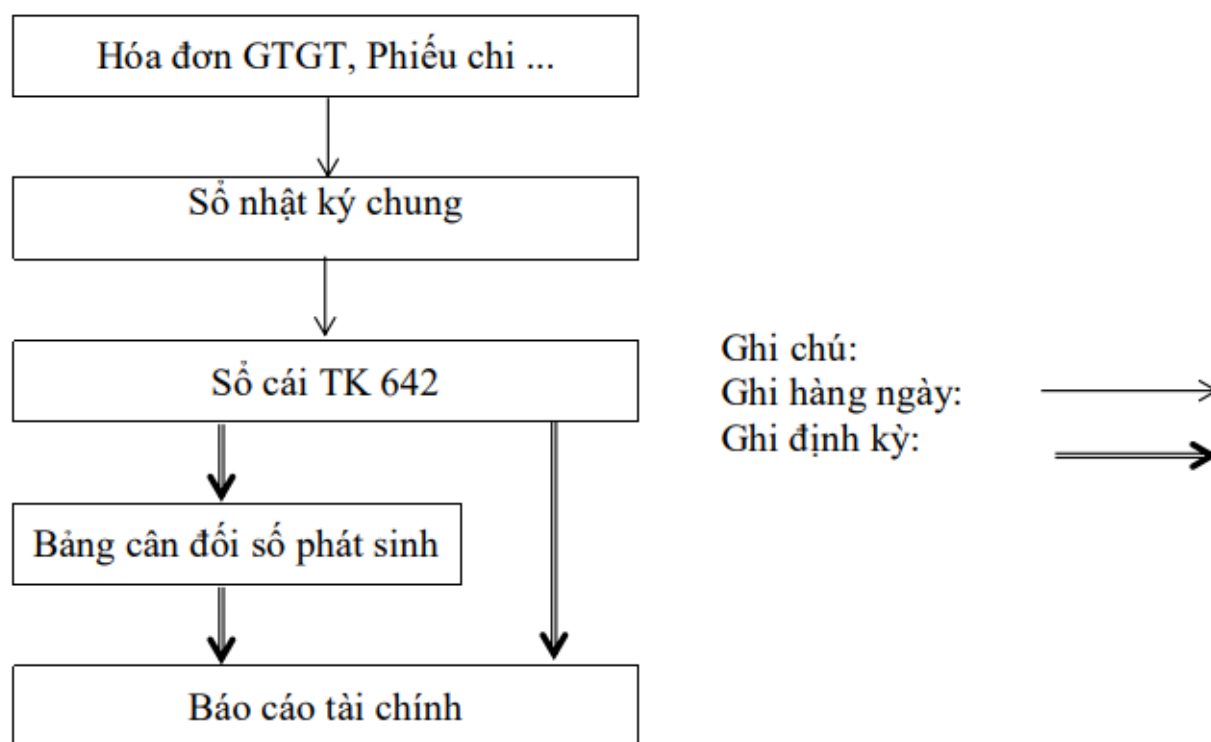 Hóa đơn GTGT, Phiếu chi ...
Sổ nhật ký chung
Sổ cái TK 642
Ghi chú:
Ghi hàng ngày:
Ghi định kỳ:
Bảng cân đối số phát sinh
Báo cáo tài chính